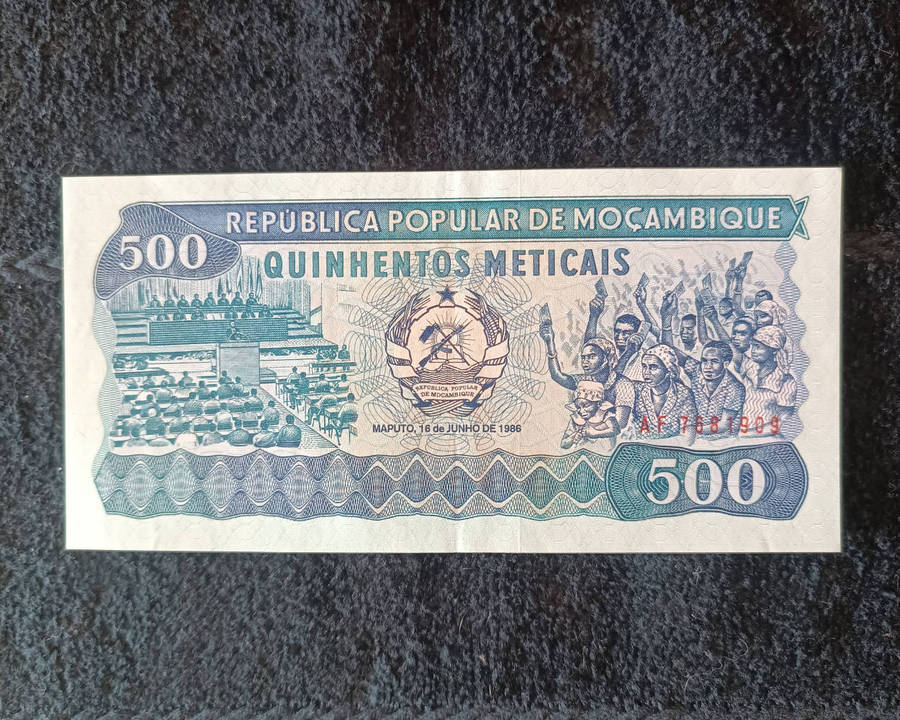 REPÚBLICA POPULAR DE MOÇAMBIQUE
500
QUINHENTOS METICAIS
REPÚBLICA POPULAR
DE MOÇAMBIQUE
MAPUTO, 16 de JUNHO DE 1986
AF 7681909
500